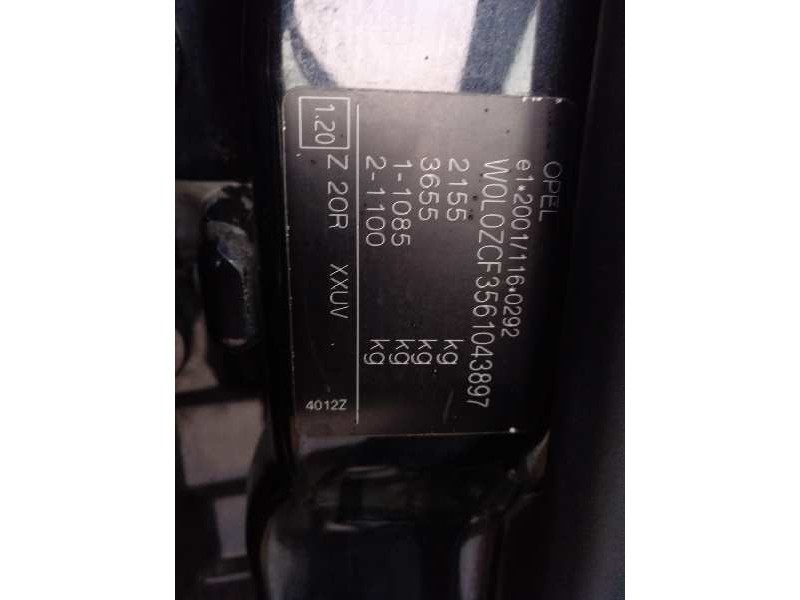 OPEL
e1*2001/116*0292
W0L0ZCF3561043897
2155 kg
3655 kg
1-1085 kg
2-1100 kg
1.20 Z 20R XXUV
4012Z